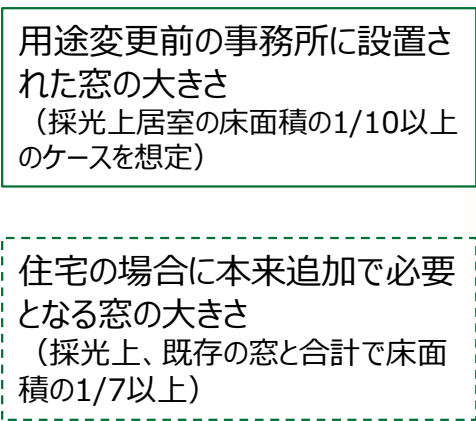 用途変更前の事務所に設置さ
れた窓の大きさ
（採光上居室の床面積の1/10以上
のケースを想定）
住宅の場合に本来追加で必要
となる窓の大きさ
（採光上、既存の窓と合計で床面
積の1/7以上）